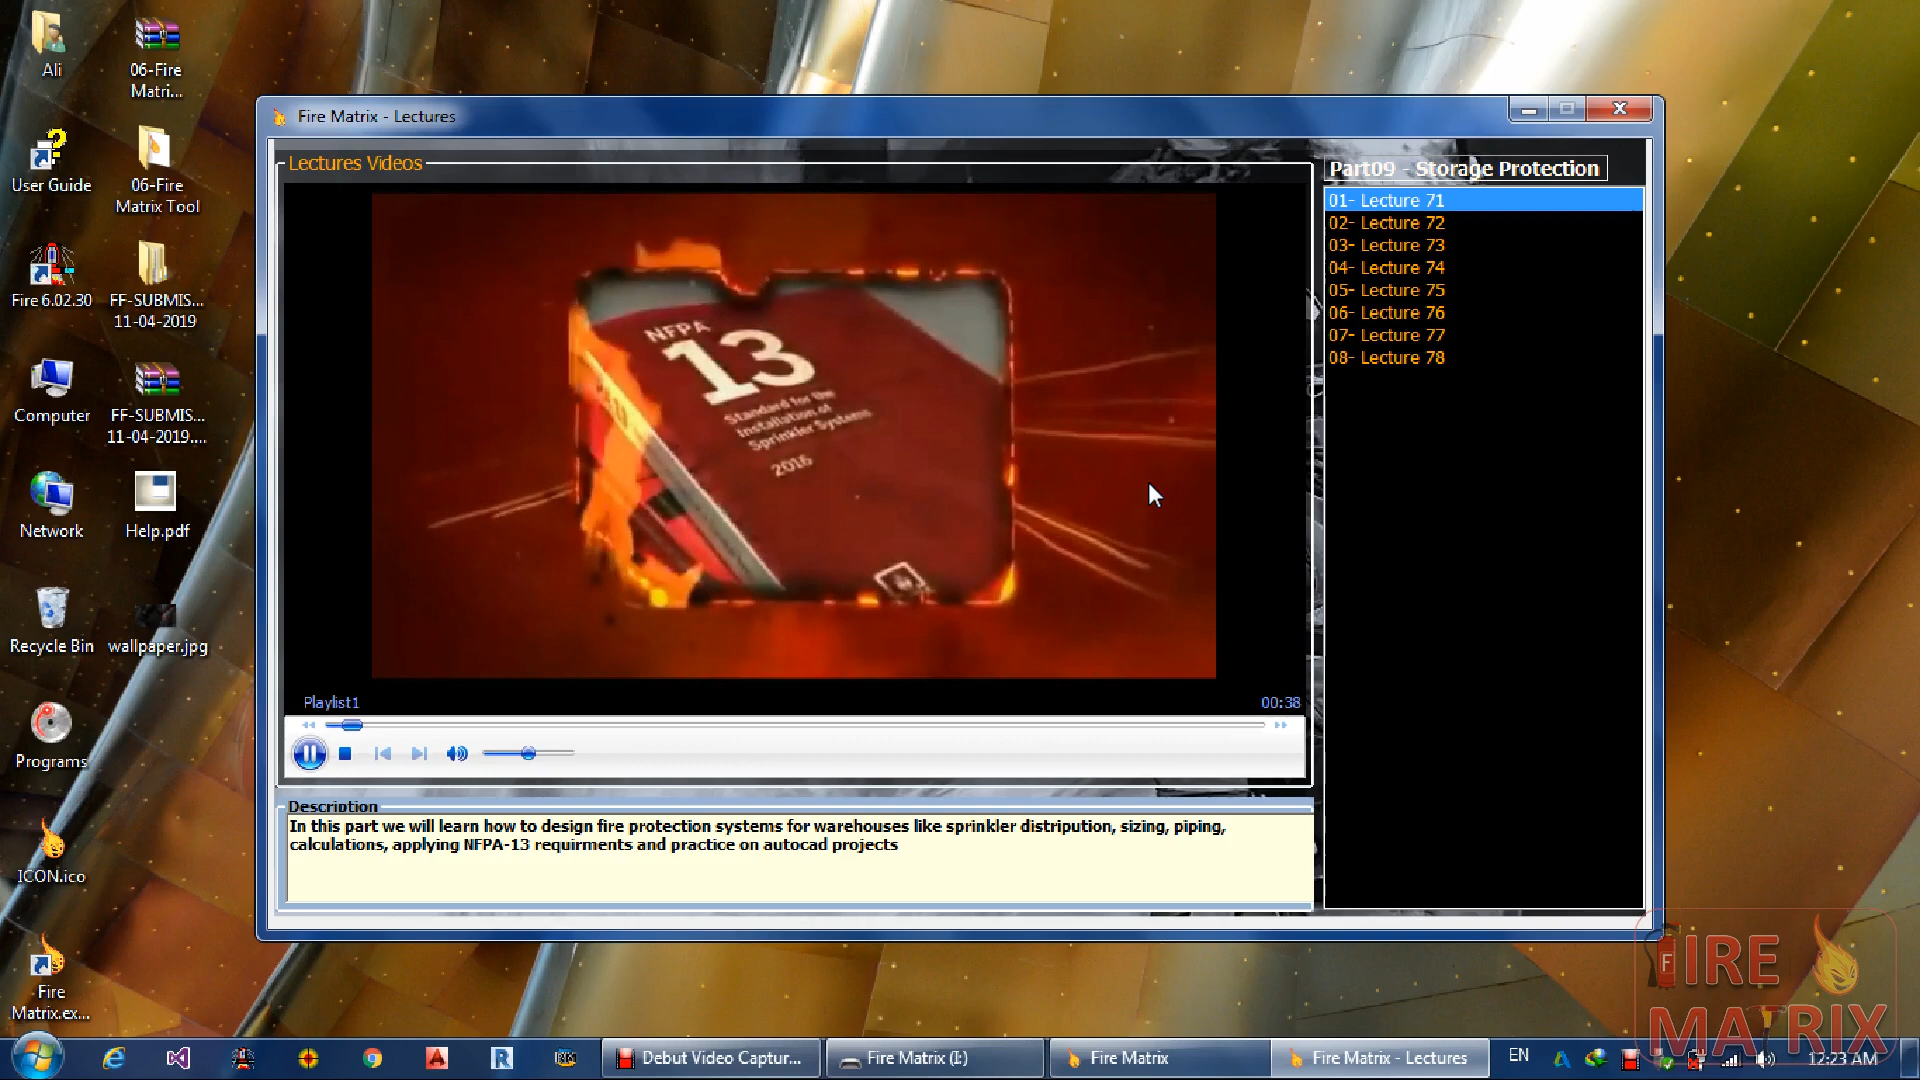 Ali
06-Fire
Matri...
User Guide
06-Fire
Matrix Tool
Fire 6.02.30
FF-SUBMIS...
11-04-2019
Computer
FF-SUBMIS...
11-04-2019....
Network
Help.pdf
Recycle Bin
wallpaper.jpg
Programs
ICON.ico
Fire
Matrix.ex...
Fire Matrix - Lectures
Lectures Videos
NFPA
13
Standard for the
Installation of
Sprinkler Systems
2016
Playlist1
00:38
Description
In this part we will learn how to design fire protection systems for warehouses like sprinkler distripution, sizing, piping,
calculations, applying NFPA-13 requirments and practice on autocad projects
Part09 - Storage Protection
01- Lecture 71
02- Lecture 72
03- Lecture 73
04- Lecture 74
05- Lecture 75
06- Lecture 76
07- Lecture 77
08- Lecture 78
FIRE
MATRIX
Debut Video Captur...
Fire Matrix (I:)
Fire Matrix
Fire Matrix - Lectures
EN
12:23 AM